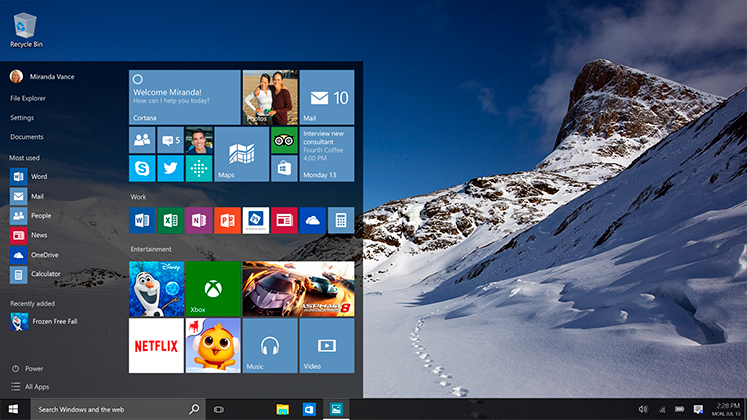 Recycle Bin
Miranda Vance
File Explorer
Settings
Documents
Most used
Word
Mail
People
News
OneDrive
Calculator
Recently added
Frozen Free Fall
Power
All Apps
Welcome Miranda!
How can I help you today?
Cortana
Photos
Mail
10
5
Maps
Interview new
consultant
Fourth Coffee
4:00 PM
Monday 13
Work
Entertainment
Disney
Xbox
ASPHALT 8
NETFLIX
Music
Video
Search Windows and the web
2:28 PM
MON, JUL 13